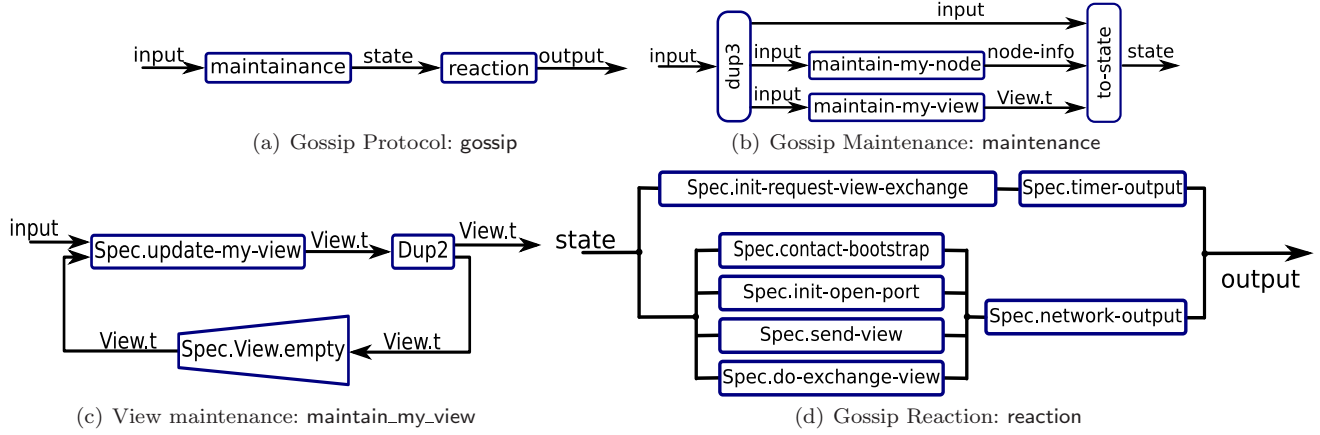 input
maintainance
state
reaction
output
(a) Gossip Protocol: gossip
input
dup3
input
input
maintain-my-node
node-info
input
maintain-my-view
View.t
to-state
state
(b) Gossip Maintenance: maintenance
input
Spec.update-my-view
View.t
Dup2
View.t
View.t
Spec.View.empty
View.t
(c) View maintenance: maintain_my_view
state
Spec.init-request-view-exchange
Spec.timer-output
Spec.contact-bootstrap
Spec.init-open-port
Spec.send-view
Spec.do-exchange-view
Spec.network-output
output
(d) Gossip Reaction: reaction